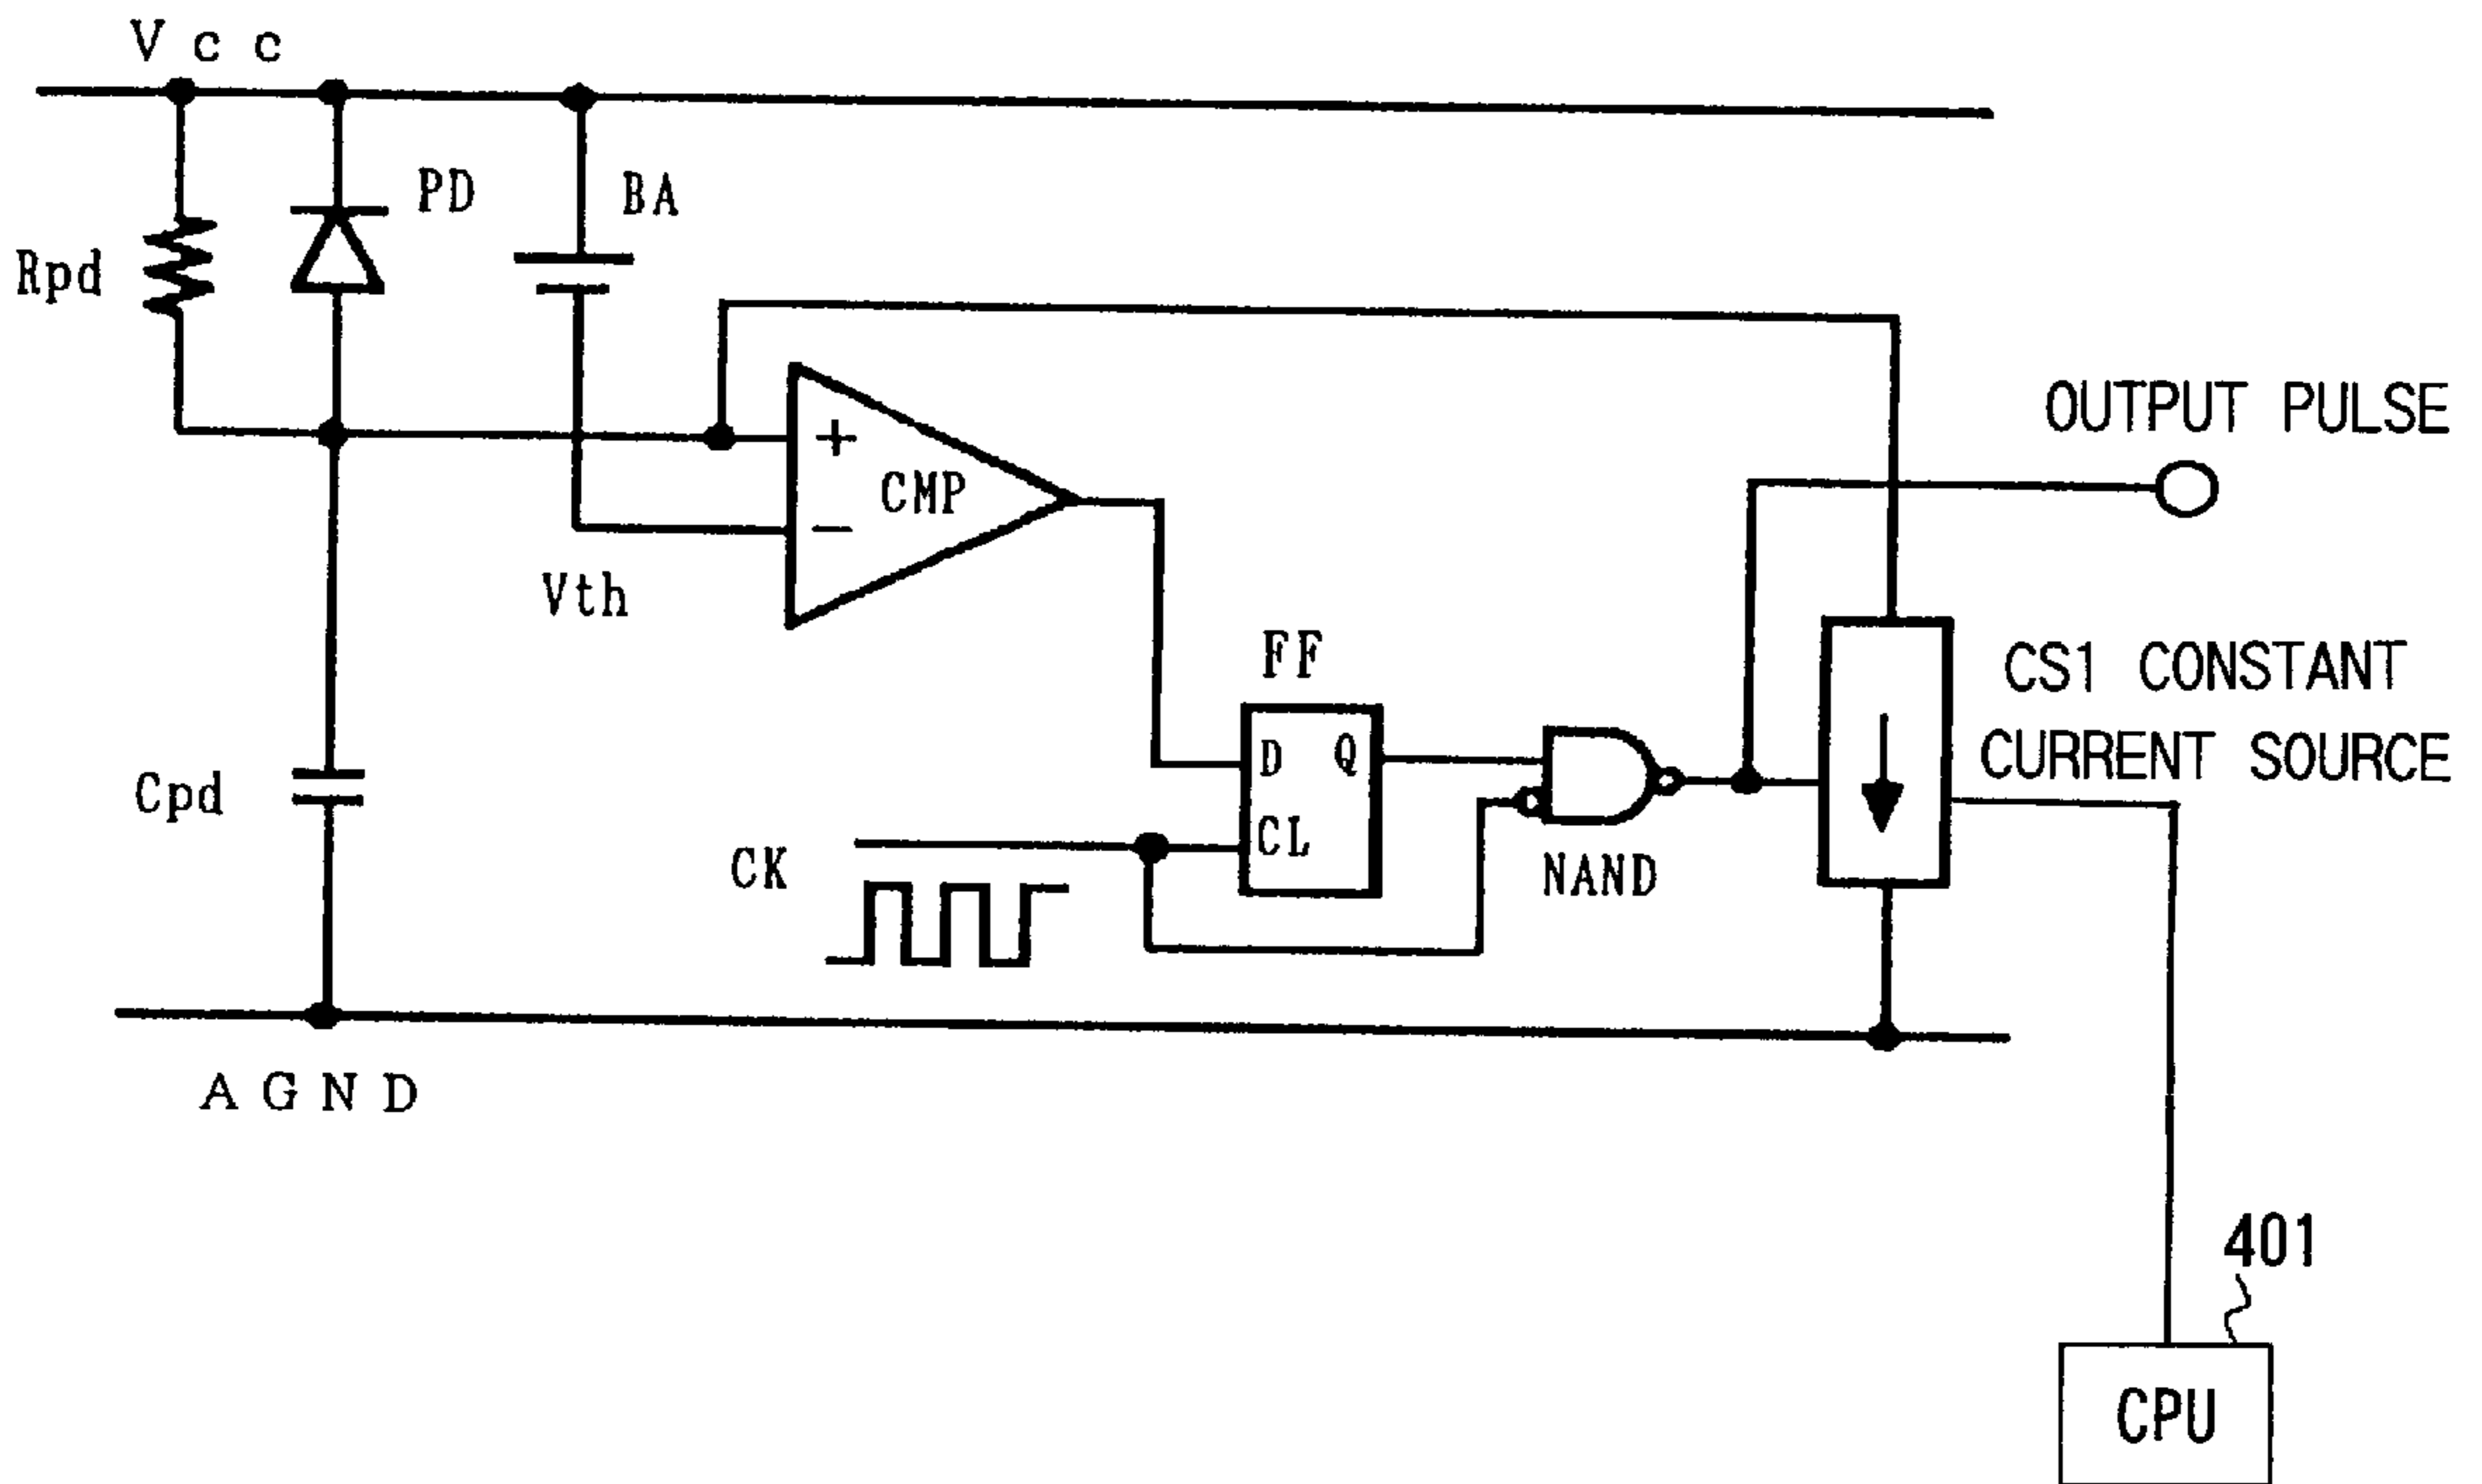 Vcc
PD
BA
Rpd
OUTPUT PULSE
+
CMP
−
Vth
FF
CS1 CONSTANT
CURRENT SOURCE
D Q
Cpd
CL
CK
NAND
AGND
401
CPU